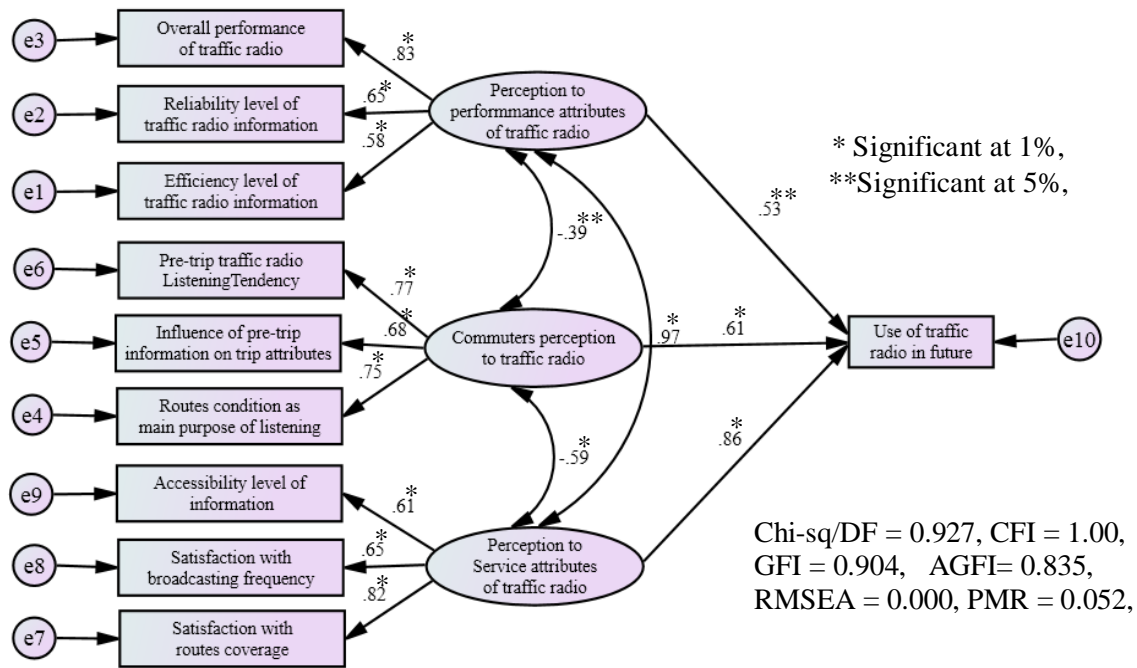 e3
Overall performance
of traffic radio
.83*
e2
Reliability level of
traffic radio information
.65*
e1
Efficiency level of
traffic radio information
.58*
Perception to
performmance attributes
of traffic radio
* Significant at 1%,
**Significant at 5%,
.53**
-.39**
e6
Pre-trip traffic radio
ListeningTendency
.77*
e5
Influence of pre-trip
information on trip attributes
.68*
e4
Routes condition as
main purpose of listening
.75*
Commuters perception
to traffic radio
.97*
.61*
Use of traffic
radio in future
e10
-.59*
.86*
e9
Accessibility level of
information
.61*
e8
Satisfaction with
broadcasting frequency
.65*
e7
Satisfaction with
routes coverage
.82*
Perception to
Service attributes
of traffic radio
Chi-sq/DF = 0.927, CFI = 1.00,
GFI = 0.904, AGFI= 0.835,
RMSEA = 0.000, PMR = 0.052,